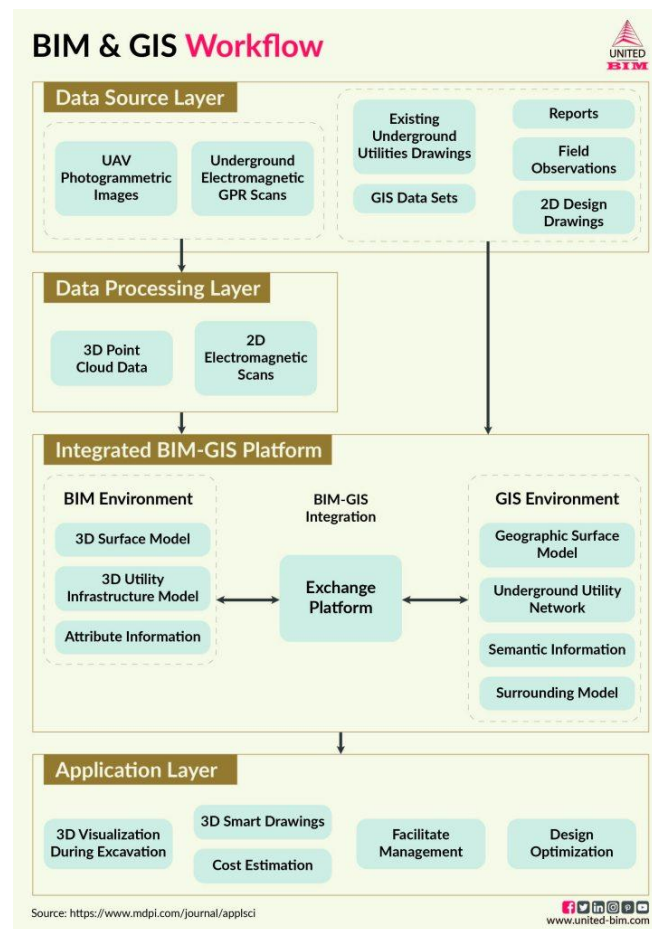 BIM & GIS Workflow
UNITED
BIM
Data Source Layer
UAV
Photogrammetric
Images
Underground
Electromagnetic
GPR Scans
Existing
Underground
Utilities Drawings
GIS Data Sets
Reports
Field
Observations
2D Design
Drawings
Data Processing Layer
3D Point
Cloud Data
2D
Electromagnetic
Scans
Integrated BIM-GIS Platform
BIM Environment
3D Surface Model
3D Utility
Infrastructure Model
Attribute Information
BIM-GIS
Integration
Exchange
Platform
GIS Environment
Geographic Surface
Model
Underground Utility
Network
Semantic Information
Surrounding Model
Application Layer
3D Visualization
During Excavation
3D Smart Drawings
Cost Estimation
Facilitate
Management
Design
Optimization
Source: https://www.mdpi.com/journal/applsci
www.united-bim.com